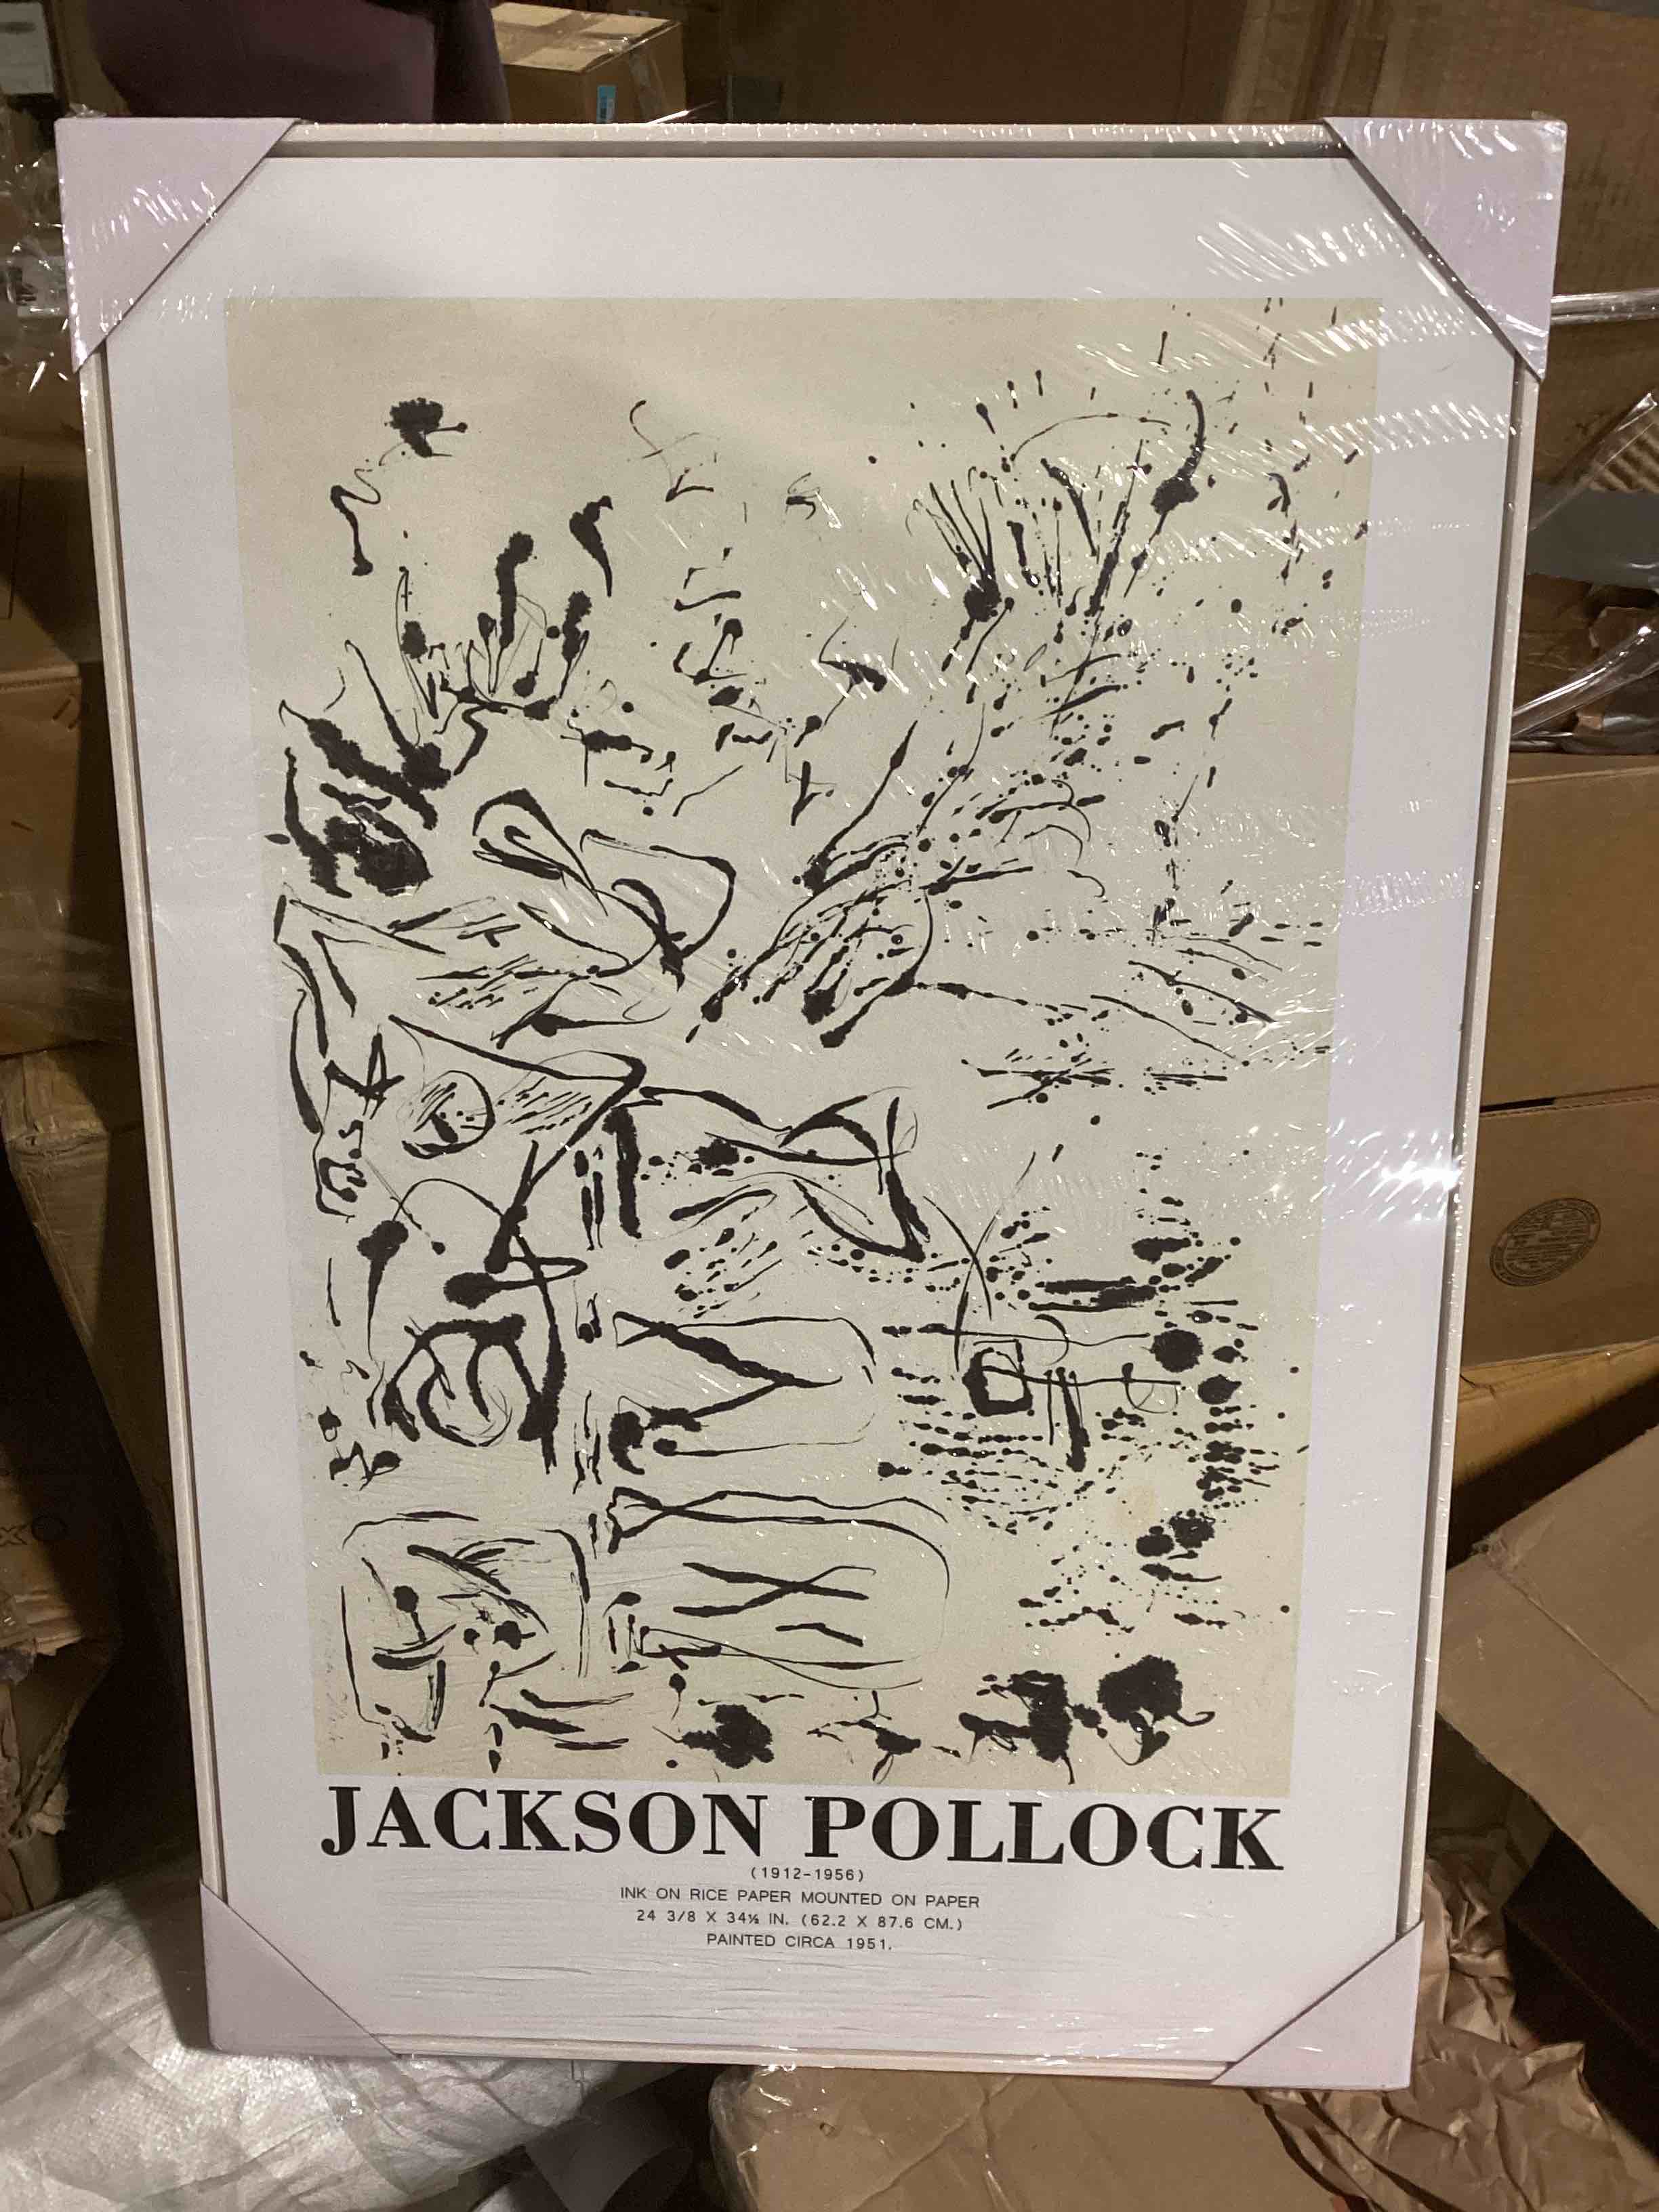 JACKSON POLLOCK
(1912-1956)
INK ON RICE PAPER MOUNTED ON PAPER
24 3/8 X 34½ IN. (62.2 X 87.6 CM.)
PAINTED CIRCA 1951.